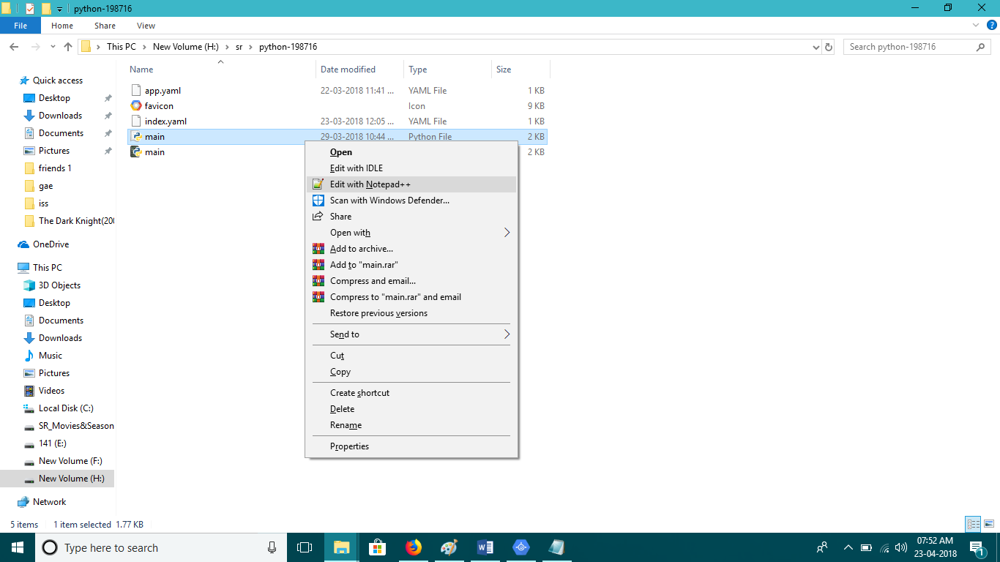 python-198716
File Home Share View
This PC New Volume (H:) sr python-198716
Search python-198716
Name Date modified Type Size
app.yaml 22-03-2018 11:41 ... YAML File 1 KB
favicon Icon 9 KB
index.yaml 23-03-2018 12:05 ... YAML File 1 KB
main 29-03-2018 10:44 ... Python File 2 KB
main 2 KB
Quick access
Desktop
Downloads
Documents
Pictures
friends 1
gae
iss
The Dark Knight(200
OneDrive
This PC
3D Objects
Desktop
Documents
Downloads
Music
Pictures
Videos
Local Disk (C:)
SR_Movies&Season
141 (E:)
New Volume (F:)
New Volume (H:)
Network
Open
Edit with IDLE
Edit with Notepad++
Scan with Windows Defender...
Share
Open with
Add to archive...
Add to "main.rar"
Compress and email...
Compress to "main.rar" and email
Restore previous versions
Send to
Cut
Copy
Create shortcut
Delete
Rename
Properties
5 items 1 item selected 1.77 KB
Type here to search
07:52 AM
23-04-2018
1